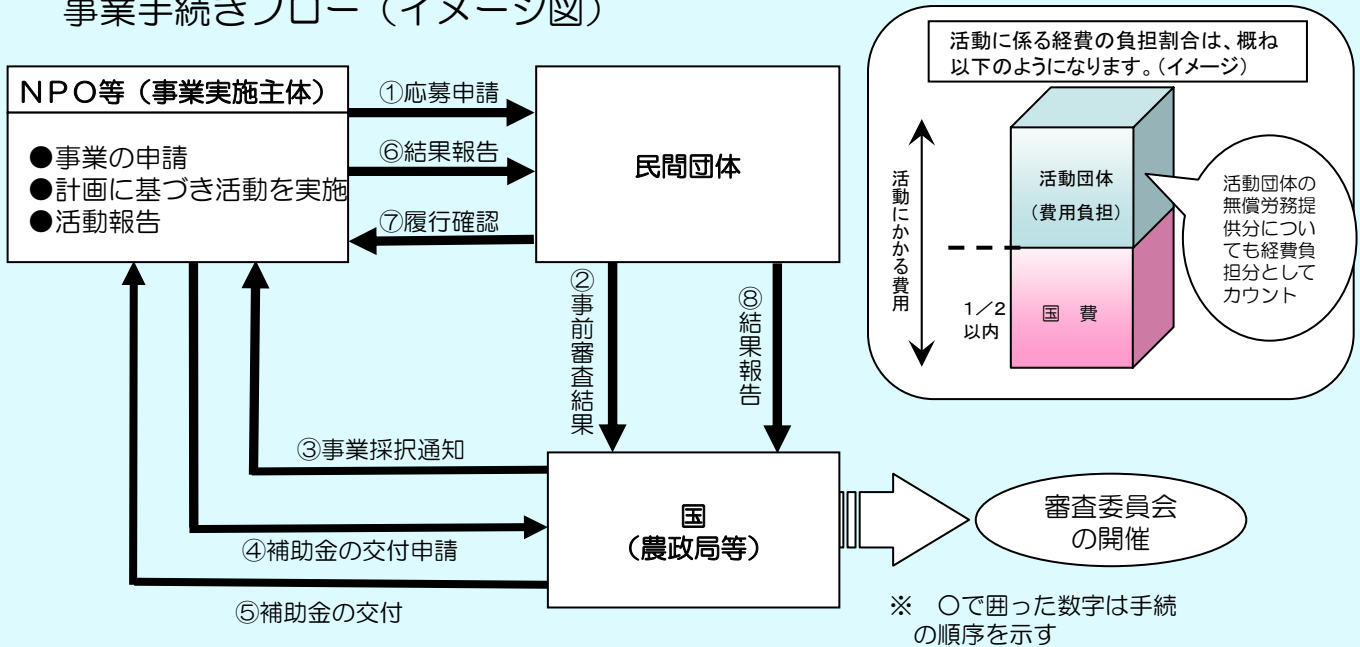 事業手続きフロー（イメージ図）
NPO等（事業実施主体）
●事業の申請
●計画に基づき活動を実施
●活動報告
①応募申請
⑥結果報告
⑦履行確認
民間団体
②事前審査結果
⑧結果報告
③事業採択通知
④補助金の交付申請
⑤補助金の交付
国
（農政局等）
審査委員会
の開催
※　○で囲った数字は手続
の順序を示す
活動に係る経費の負担割合は、概ね
以下のようになります。（イメージ）
活動にかかる費用
活動団体
（費用負担）
1／2
以内
国　費
活動団体の
無償労務提
供分につい
ても経費負
担分として
カウント